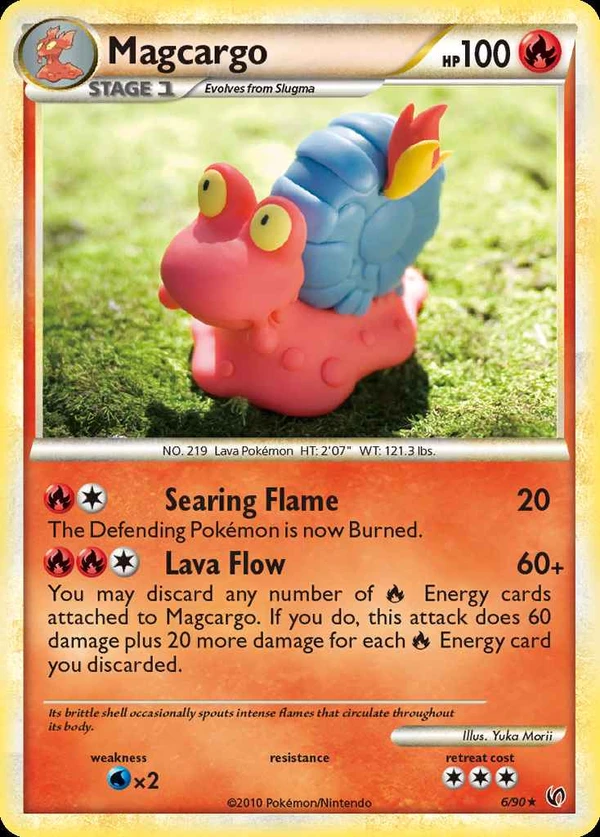 Magcargo
HP100
STAGE 1
Evolves from Slugma
NO. 219 Lava Pokémon HT: 2'07" WT: 121.3 lbs.
Searing Flame 20
The Defending Pokémon is now Burned.
Lava Flow 60+
You may discard any number of Energy cards
attached to Magcargo. If you do, this attack does 60
damage plus 20 more damage for each Energy card
you discarded.
Its brittle shell occasionally spouts intense flames that circulate throughout
its body.
Illus. Yuka Morii
weakness resistance retreat cost
×2
©2010 Pokémon/Nintendo
6/90★